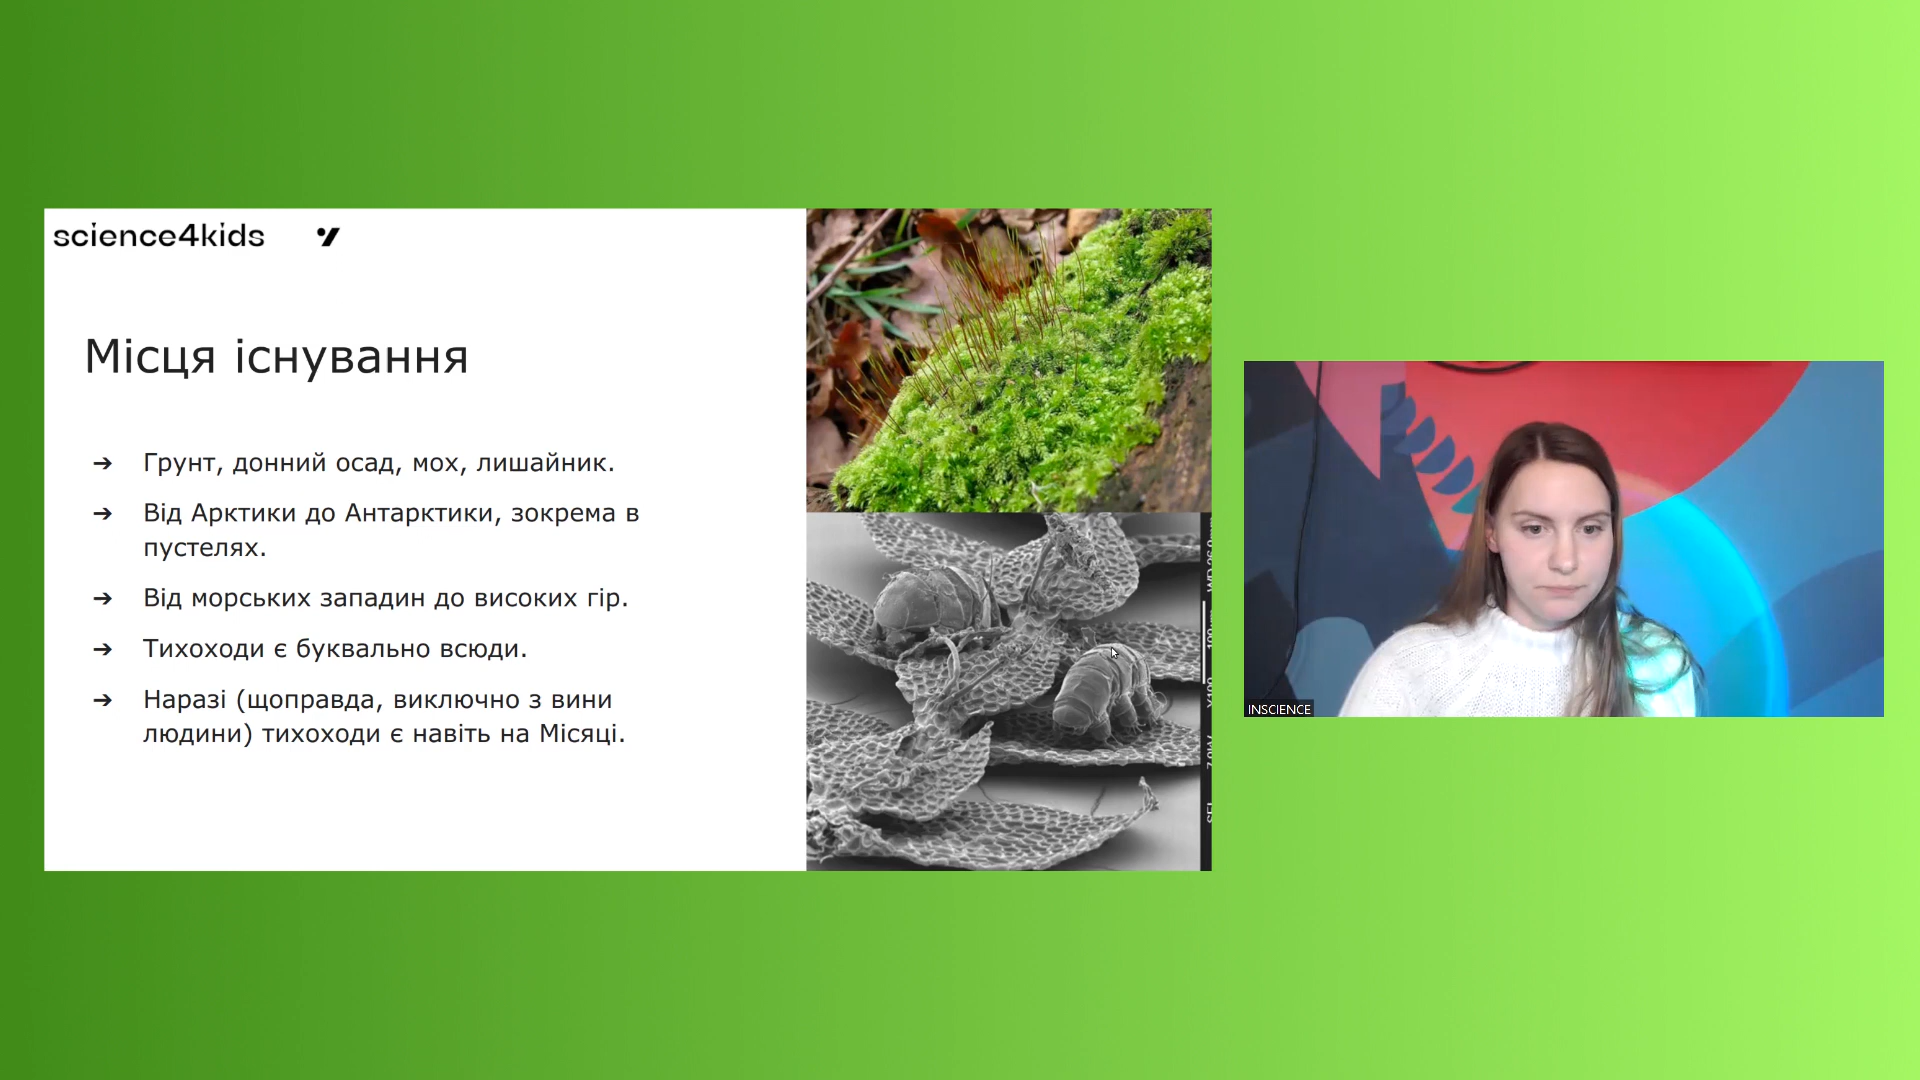 science4kids
Місця існування
➔ Грунт, донний осад, мох, лишайник.
➔ Від Арктики до Антарктики, зокрема в
пустелях.
➔ Від морських западин до високих гір.
➔ Тихоходи є буквально всюди.
➔ Наразі (щоправда, виключно з вини
людини) тихоходи є навіть на Місяці.
INSCIENCE